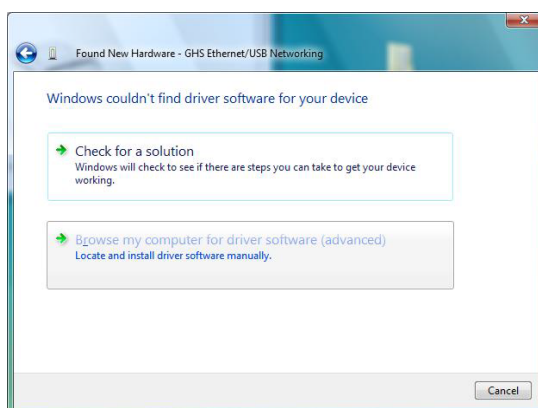 Found New Hardware - GHS Ethernet/USB Networking
Windows couldn't find driver software for your device
Check for a solution
Windows will check to see if there are steps you can take to get your device
working.
Browse my computer for driver software (advanced)
Locate and install driver software manually.
Cancel